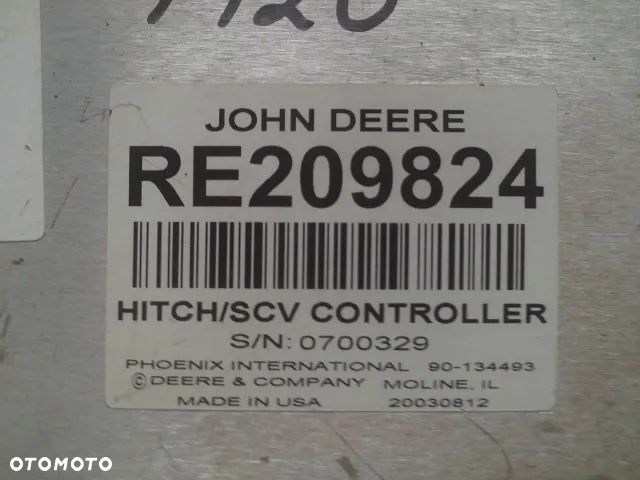 JOHN DEERE
RE209824
HITCH/SCV CONTROLLER
S/N: 0700329
PHOENIX INTERNATIONAL 90-134493
©DEERE & COMPANY MOLINE, IL
MADE IN USA 20030812
OTOMOTO